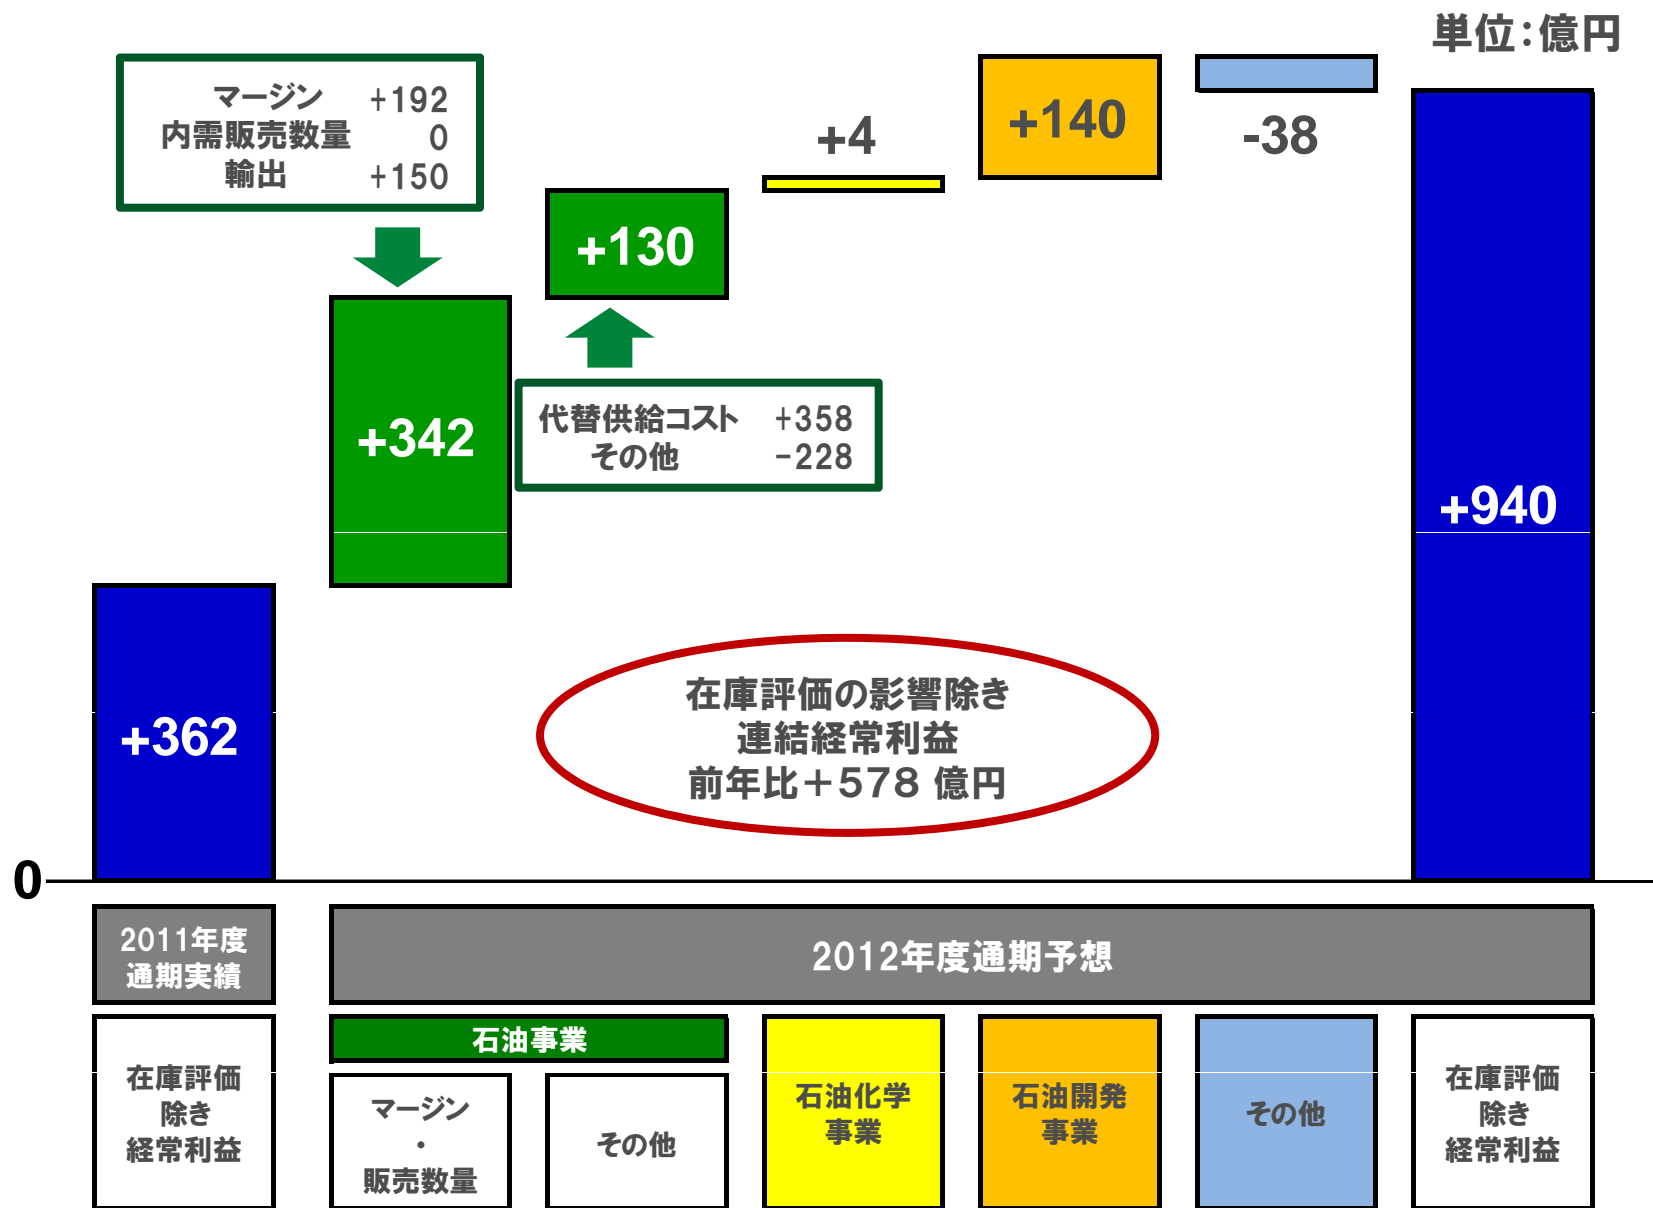 単位：億円
マージン +192
内需販売数量 0
輸出 +150
+342
+130
代替供給コスト +358
その他 -228
+4
+140
-38
+362
+940
在庫評価の影響除き
連結経常利益
前年比＋578 億円
0
2011年度
通期実績
2012年度通期予想
在庫評価
除き
経常利益
石油事業
マージン
・
販売数量
その他
石油化学
事業
石油開発
事業
その他
在庫評価
除き
経常利益